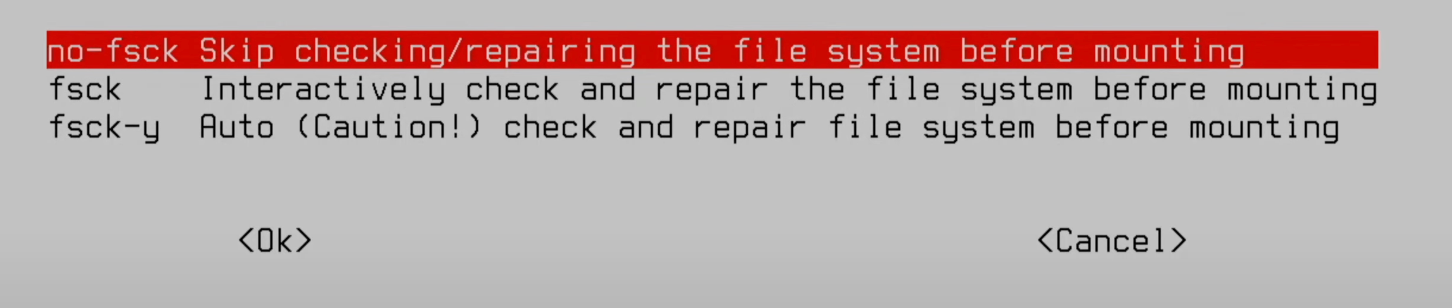 no-fsck Skip checking/repairing the file system before mounting
fsck    Interactively check and repair the file system before mounting
fsck-y  Auto (Caution!) check and repair file system before mounting
<Ok> <Cancel>